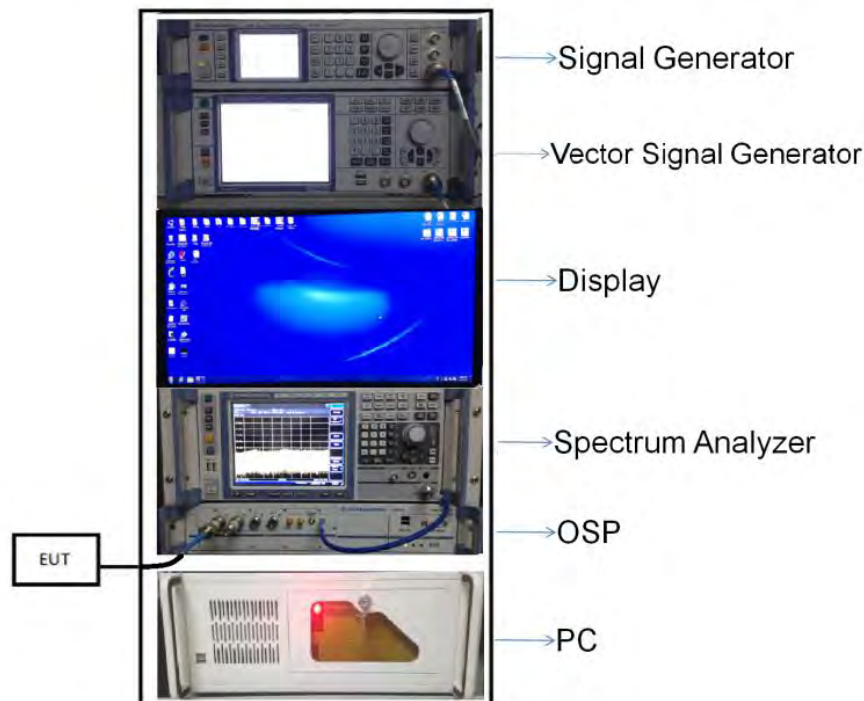 Signal Generator
Vector Signal Generator
Display
Spectrum Analyzer
OSP
EUT
PC